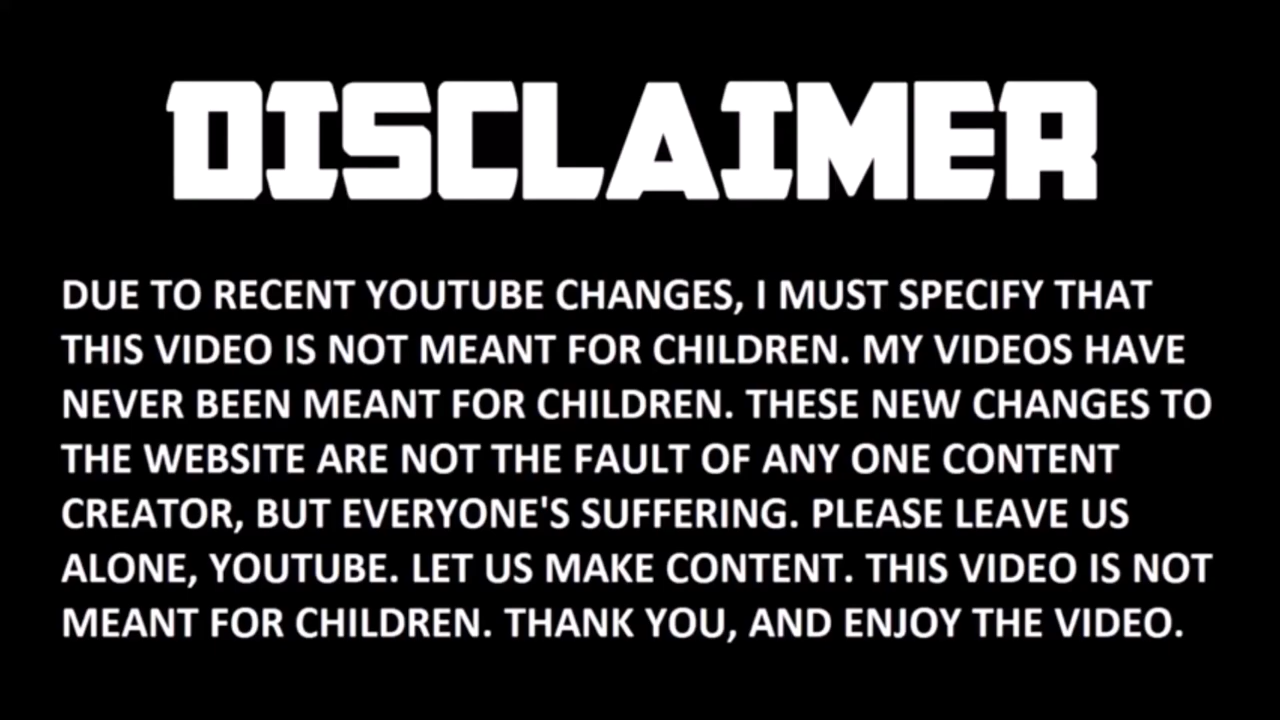 DISCLAIMER
DUE TO RECENT YOUTUBE CHANGES, I MUST SPECIFY THAT
THIS VIDEO IS NOT MEANT FOR CHILDREN. MY VIDEOS HAVE
NEVER BEEN MEANT FOR CHILDREN. THESE NEW CHANGES TO
THE WEBSITE ARE NOT THE FAULT OF ANY ONE CONTENT
CREATOR, BUT EVERYONE'S SUFFERING. PLEASE LEAVE US
ALONE, YOUTUBE. LET US MAKE CONTENT. THIS VIDEO IS NOT
MEANT FOR CHILDREN. THANK YOU, AND ENJOY THE VIDEO.